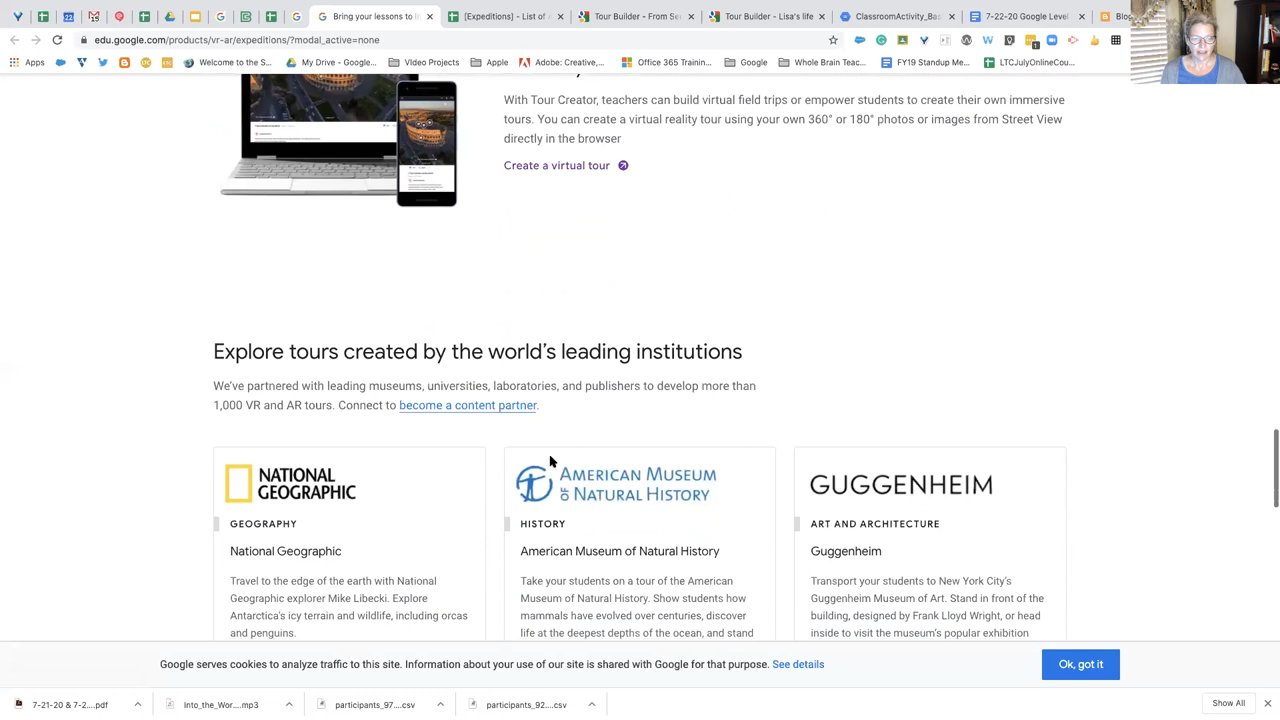 Bring your lessons to li
[Expeditions] - List of
Tour Builder - From Se
Tour Builder - Lisa's life
ClassroomActivity_Bas
7-22-20 Google Level
Blog
edu.google.com/products/vr-ar/expeditions/?modal_active=none
Apps
Welcome to the S...
My Drive - Google...
VIdeo Projects
Apple
Adobe: Creative,...
Office 365 Trainin...
Google
Whole Brain Teac...
FY19 Standup Me...
LTCJulyOnlineCou...
With Tour Creator, teachers can build virtual field trips or empower students to create their own immersive
tours. You can create a virtual reality tour using your own 360° or 180° photos or images from Street View
directly in the browser
Create a virtual tour
Explore tours created by the world's leading institutions
We've partnered with leading museums, universities, laboratories, and publishers to develop more than
1,000 VR and AR tours. Connect to become a content partner.
NATIONAL
GEOGRAPHIC
GEOGRAPHY
National Geographic
Travel to the edge of the earth with National
Geographic explorer Mike Libecki. Explore
Antarctica's icy terrain and wildlife, including orcas
and penguins.
AMERICAN MUSEUM
OF NATURAL HISTORY
HISTORY
American Museum of Natural History
Take your students on a tour of the American
Museum of Natural History. Show students how
mammals have evolved over centuries, discover
life at the deepest depths of the ocean, and stand
GUGGENHEIM
ART AND ARCHITECTURE
Guggenheim
Transport your students to New York City's
Guggenheim Museum of Art. Stand in front of the
building, designed by Frank Lloyd Wright, or head
inside to visit the museum's popular exhibition
Google serves cookies to analyze traffic to this site. Information about your use of our site is shared with Google for that purpose. See details
Ok, got it
7-21-20 & 7-2....pdf
Into_the_Wor....mp3
participants_97....csv
participants_92....csv
Show All